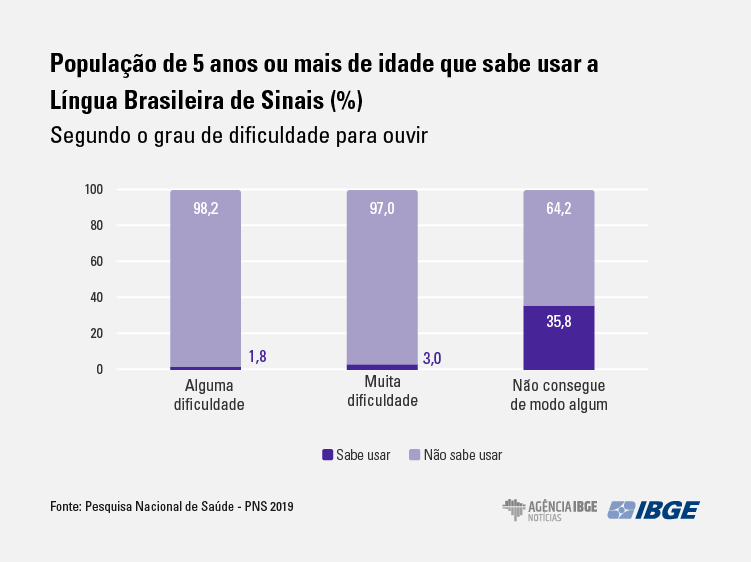 População de 5 anos ou mais de idade que sabe usar a
Língua Brasileira de Sinais (%)
Segundo o grau de dificuldade para ouvir
100
80
60
40
20
0
98,2
1,8
97,0
3,0
64,2
35,8
Alguma
dificuldade
Muita
dificuldade
Não consegue
de modo algum
Sabe usar
Não sabe usar
Fonte: Pesquisa Nacional de Saúde - PNS 2019
AGÊNCIA IBGE
NOTÍCIAS
IBGE